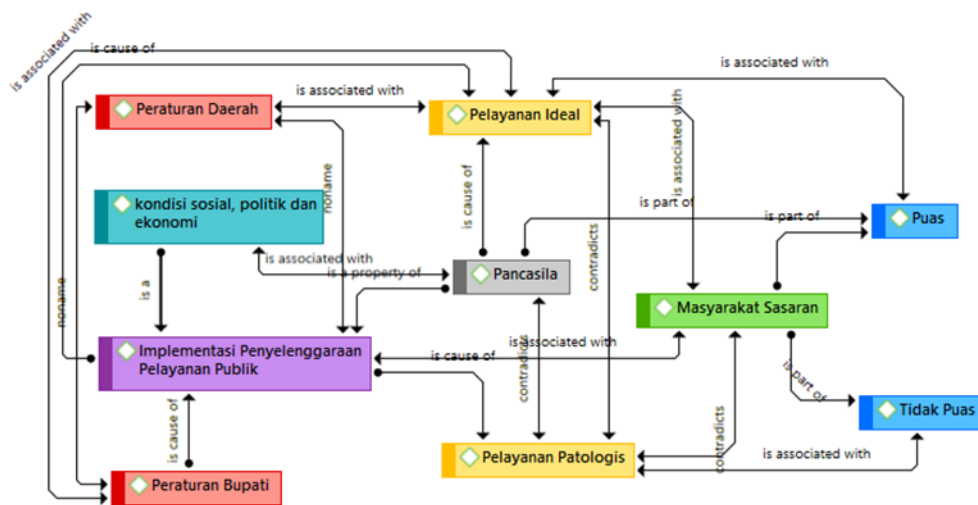 is associated with
is cause of
is associated with
Peraturan Daerah
is associated with
Pelayanan Ideal
is associated with
noname
kondisi sosial, politik dan
ekonomi
is cause of
is part of
is part of
Puas
contradicts
is associated with
is a property of
Pancasila
noname
is a
Masyarakat Sasaran
Implementasi Penyelenggaraan
Pelayanan Publik
is associated with
is cause of
contradicts
is part of
Tidak Puas
is cause of
Pelayanan Patologis
contradicts
is associated with
Peraturan Bupati